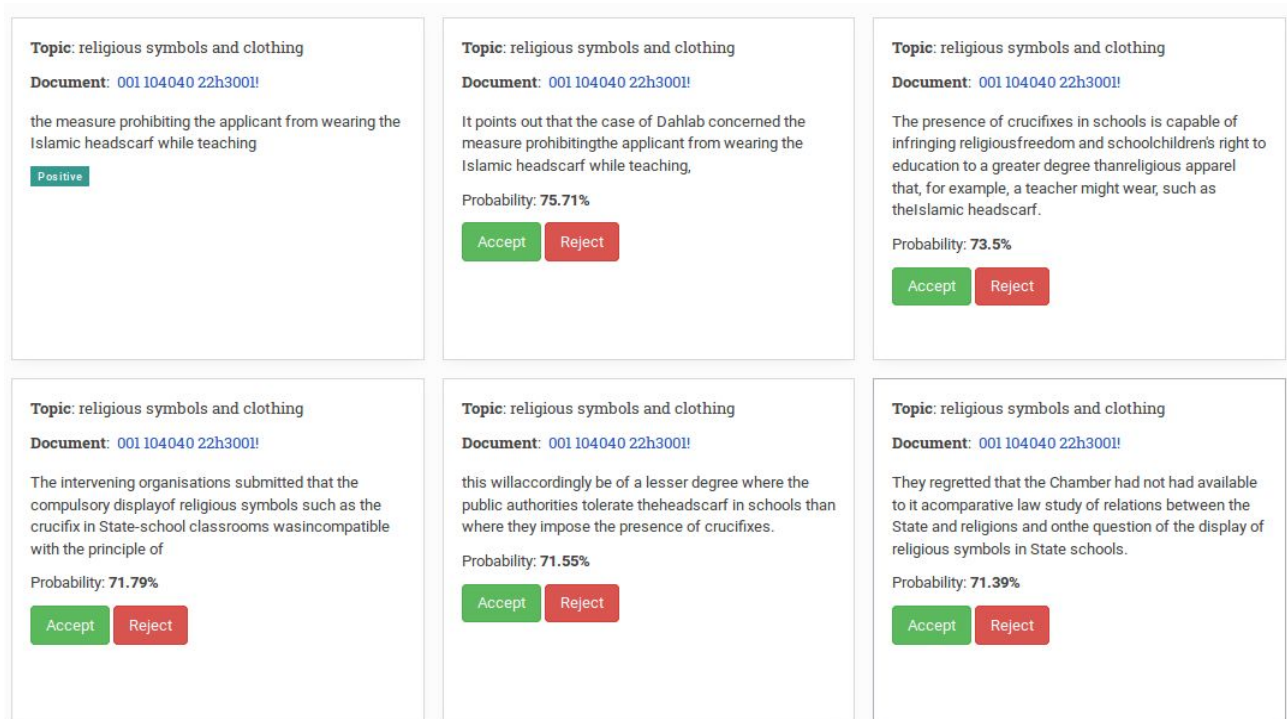 Topic: religious symbols and clothing
Document: 001 104040 22h3001!
the measure prohibiting the applicant from wearing the
Islamic headscarf while teaching
Positive
Topic: religious symbols and clothing
Document: 001 104040 22h3001!
It points out that the case of Dahlab concerned the
measure prohibitingthe applicant from wearing the
Islamic headscarf while teaching,
Probability: 75.71%
Accept Reject
Topic: religious symbols and clothing
Document: 001 104040 22h3001!
The presence of crucifixes in schools is capable of
infringing religiousfreedom and schoolchildren's right to
education to a greater degree thanreligious apparel
that, for example, a teacher might wear, such as
theIslamic headscarf.
Probability: 73.5%
Accept Reject
Topic: religious symbols and clothing
Document: 001 104040 22h3001!
The intervening organisations submitted that the
compulsory displayof religious symbols such as the
crucifix in State-school classrooms wasincompatible
with the principle of
Probability: 71.79%
Accept Reject
Topic: religious symbols and clothing
Document: 001 104040 22h3001!
this willaccordingly be of a lesser degree where the
public authorities tolerate theheadscarf in schools than
where they impose the presence of crucifixes.
Probability: 71.55%
Accept Reject
Topic: religious symbols and clothing
Document: 001 104040 22h3001!
They regretted that the Chamber had not had available
to it acomparative law study of relations between the
State and religions and onthe question of the display of
religious symbols in State schools.
Probability: 71.39%
Accept Reject